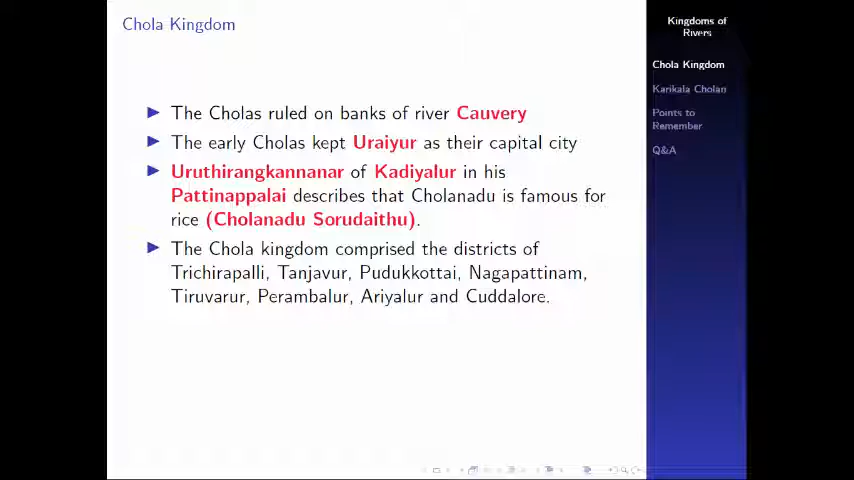 Chola Kingdom
The Cholas ruled on banks of river Cauvery
The early Cholas kept Uraiyur as their capital city
Uruthirangkannanar of Kadiyalur in his
Pattinappalai describes that Cholanadu is famous for
rice (Cholanadu Sorudaithu).
The Chola kingdom comprised the districts of
Trichirapalli, Tanjavur, Pudukkottai, Nagapattinam,
Tiruvarur, Perambalur, Ariyalur and Cuddalore.
Kingdoms of
Rivers
Chola Kingdom
Karikala Cholan
Points to
Remember
Q&A